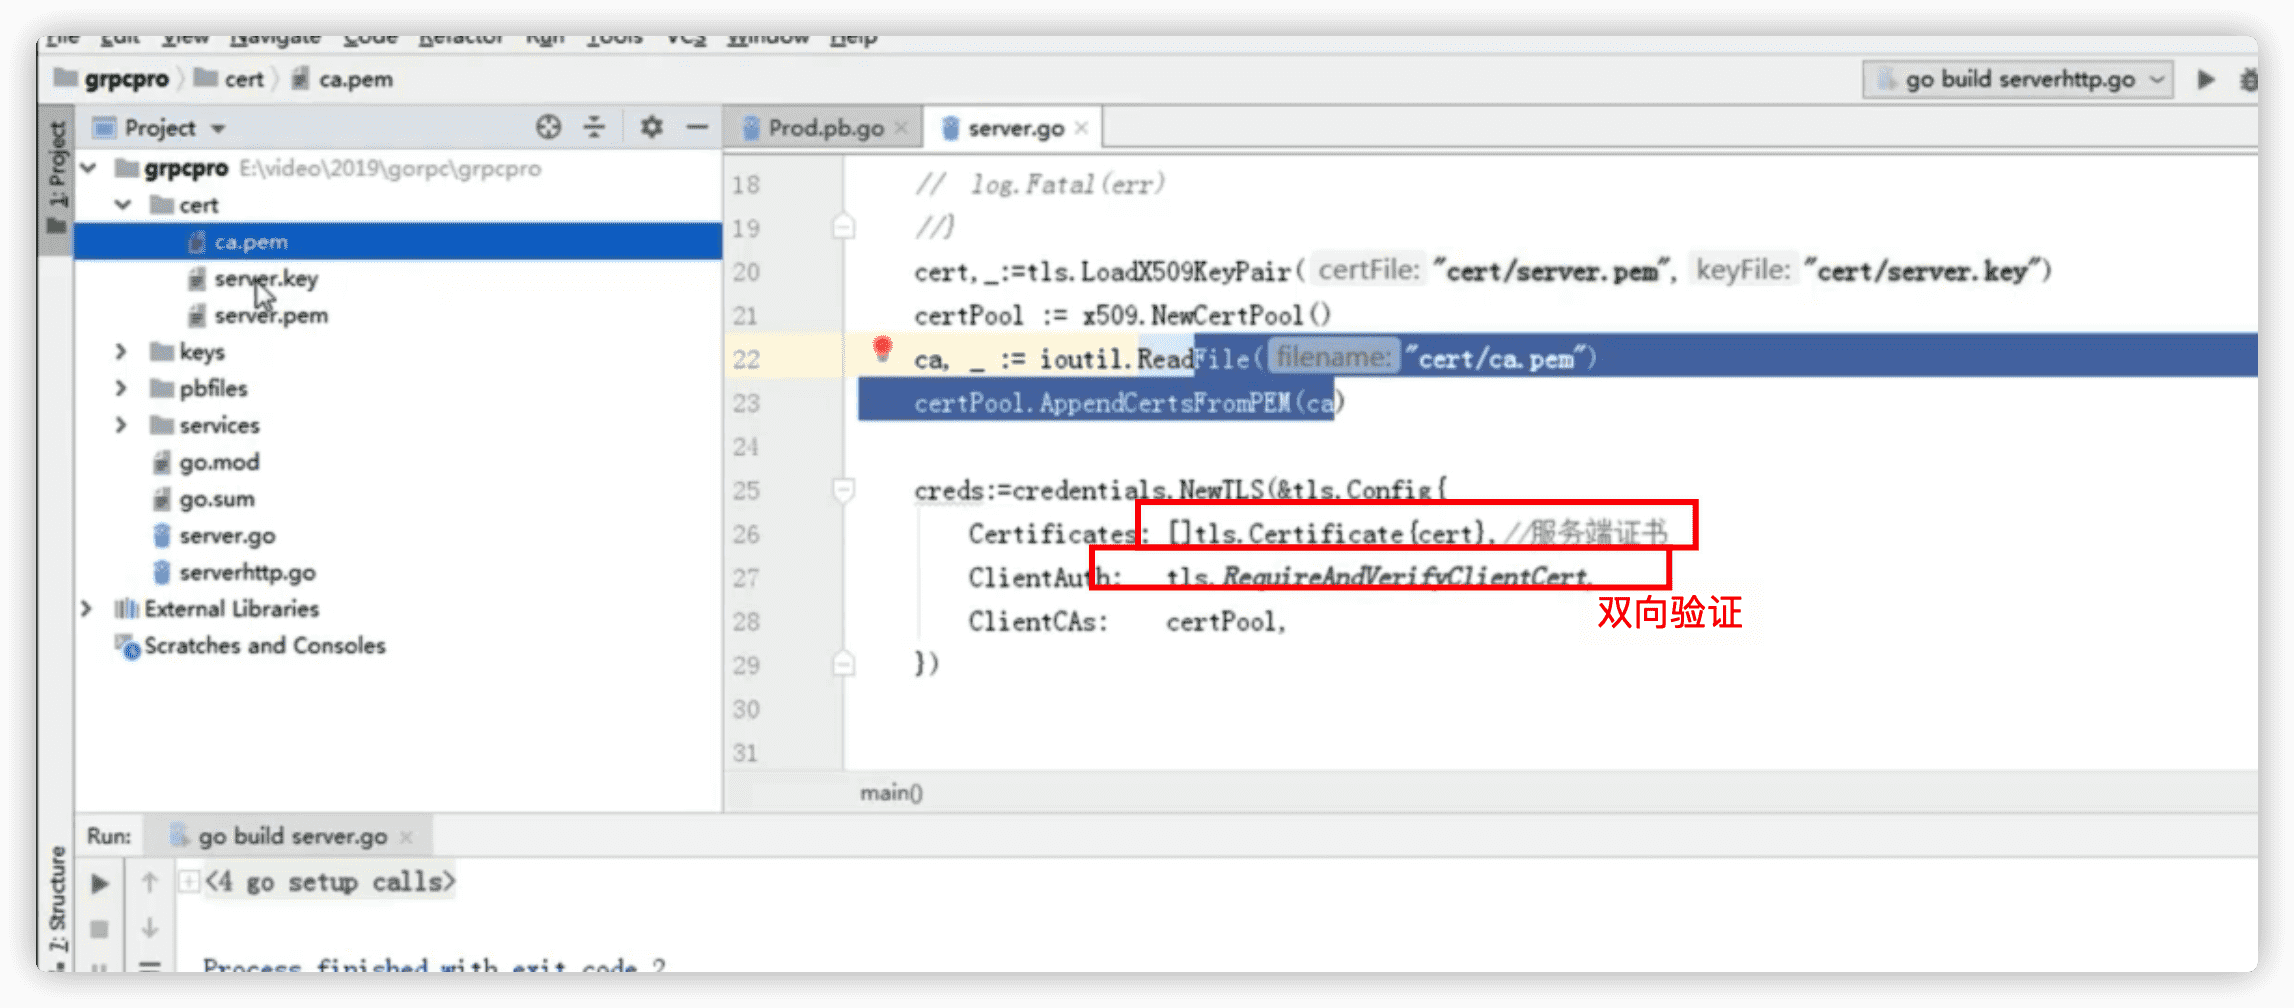 File Edit View Navigate Code Refactor Run Tools VCS Window Help
grpcpro cert ca.pem
go build serverhttp.go
1: Project
Project
Prod.pb.go
server.go
grpcpro E:\video\2019\gorpc\grpcpro
cert
ca.pem
server.key
server.pem
keys
pbfiles
services
go.mod
go.sum
server.go
serverhttp.go
External Libraries
Scratches and Consoles
18 // log.Fatal(err)
19 //}
20 cert,_:=tls.LoadX509KeyPair( certFile: "cert/server.pem", keyFile: "cert/server.key")
21 certPool := x509.NewCertPool()
22 ca, _ := ioutil.ReadFile( filename: "cert/ca.pem")
23 certPool.AppendCertsFromPEM(ca)
24
25 creds:=credentials.NewTLS(&tls.Config{
26 Certificates: []tls.Certificate{cert},//服务端证书
27 ClientAuth: tls.RequireAndVerifyClientCert,
双向验证
28 ClientCAs: certPool,
29 })
30
31
main()
7: Structure
Run: go build server.go
<4 go setup calls>
Process finished with exit code 2